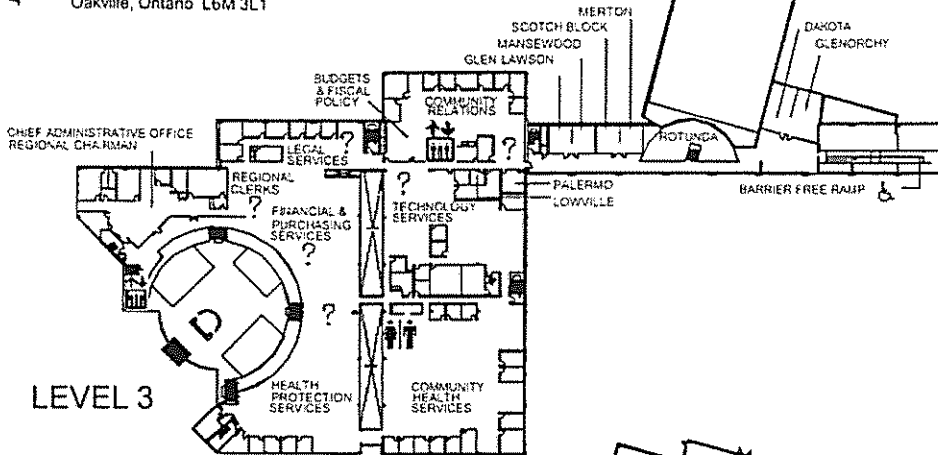 Oakville, Ontario L6M 3L1
MERTON
SCOTCH BLOCK
MANSEWOOD
GLEN LAWSON
DAKOTA
GLENORCHY
BUDGETS
& FISCAL
POLICY
COMMUNITY
RELATIONS
CHIEF ADMINISTRATIVE OFFICE
REGIONAL CHAIRMAN
LEGAL
SERVICES
?
?
ROTUNDA
REGIONAL
CLERKS
?
?
PALERMO
LOWVILLE
BARRIER FREE RAMP
FINANCIAL &
PURCHASING
SERVICES
?
TECHNOLOGY
SERVICES
?
D
LEVEL 3
HEALTH
PROTECTION
SERVICES
COMMUNITY
HEALTH
SERVICES